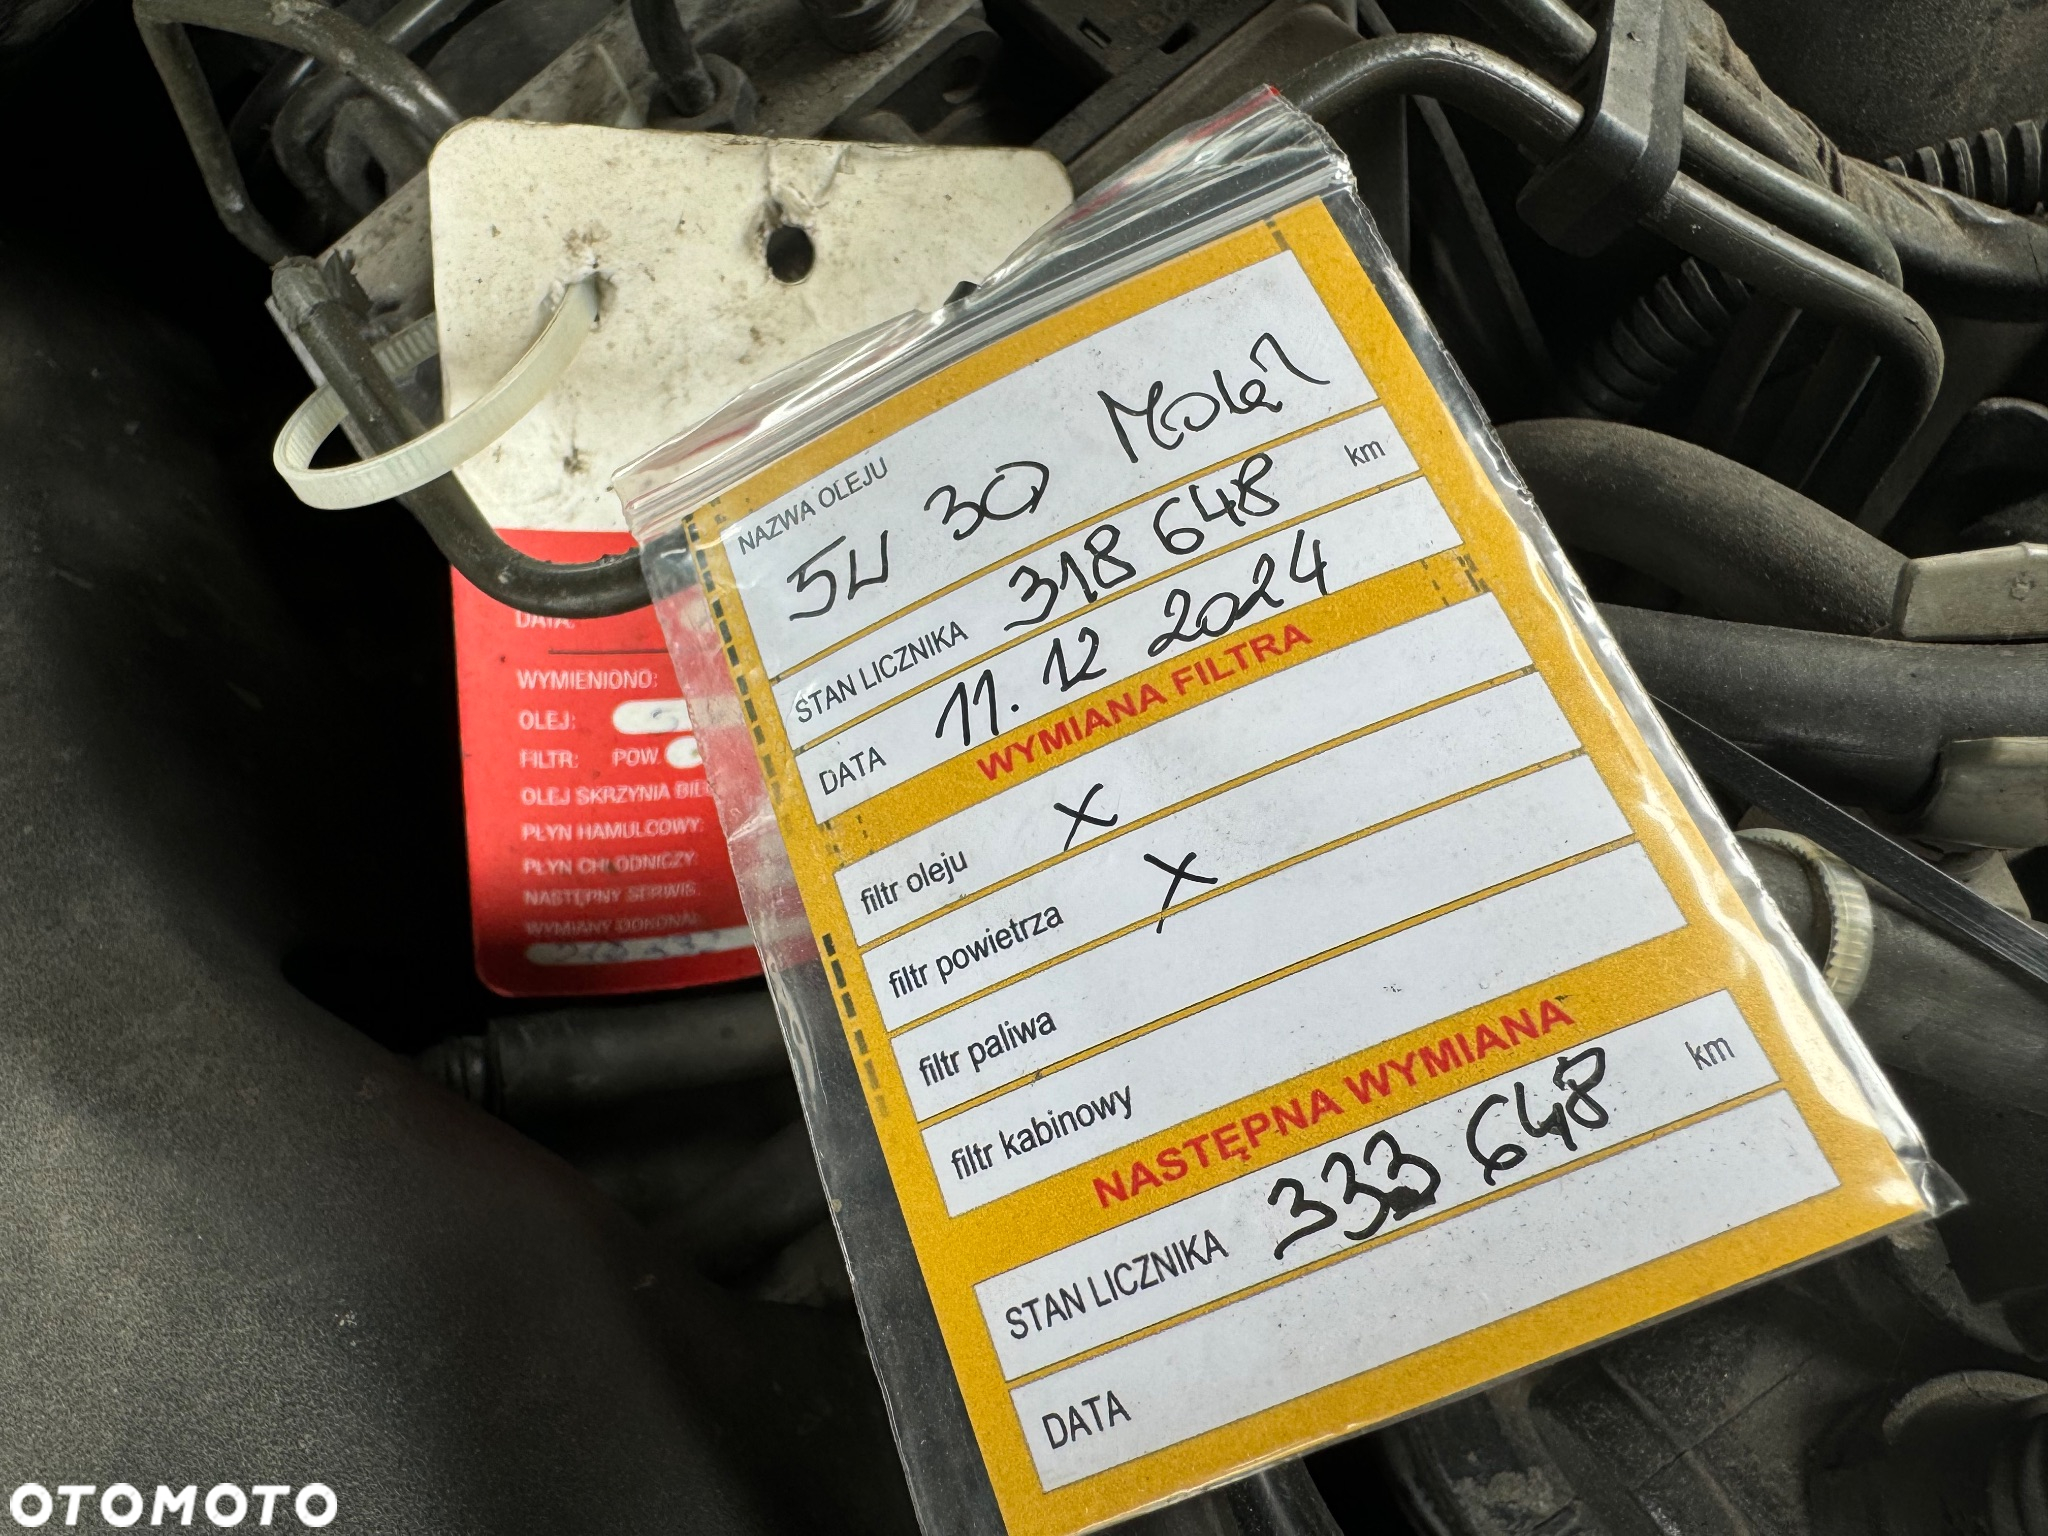 NAZWA OLEJU
5W 30
STAN LICZNIKA 318 648 km
DATA 11. 12 2024
WYMIANA FILTRA
filtr oleju X
filtr powietrza X
filtr paliwa
filtr kabinowy
NASTĘPNA WYMIANA
STAN LICZNIKA 333 648 km
DATA
DATA:
WYMIENIONO:
OLEJ: 5
FILTR: POW.
OLEJ SKRZYNIA
PŁYN HAMULCOWY:
PŁYN CHŁODNICZY:
NASTĘPNY SERWIS:
WYMIANY
OTOMOTO